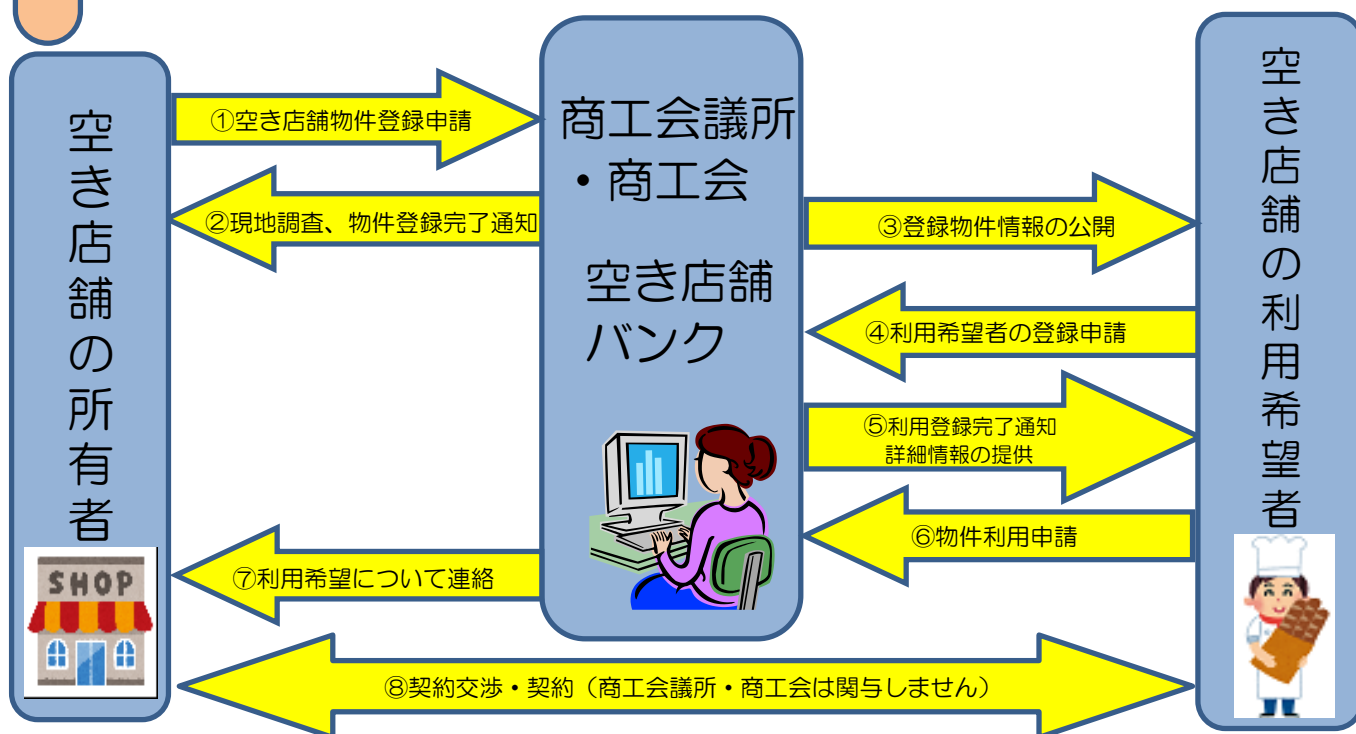 空き店舗の所有者
SHOP
①空き店舗物件登録申請
②現地調査、物件登録完了通知
商工会議所
・商工会
空き店舗
バンク
③登録物件情報の公開
④利用希望者の登録申請
⑤利用登録完了通知
詳細情報の提供
⑥物件利用申請
⑦利用希望について連絡
⑧契約交渉・契約（商工会議所・商工会は関与しません）
空き店舗の利用希望者